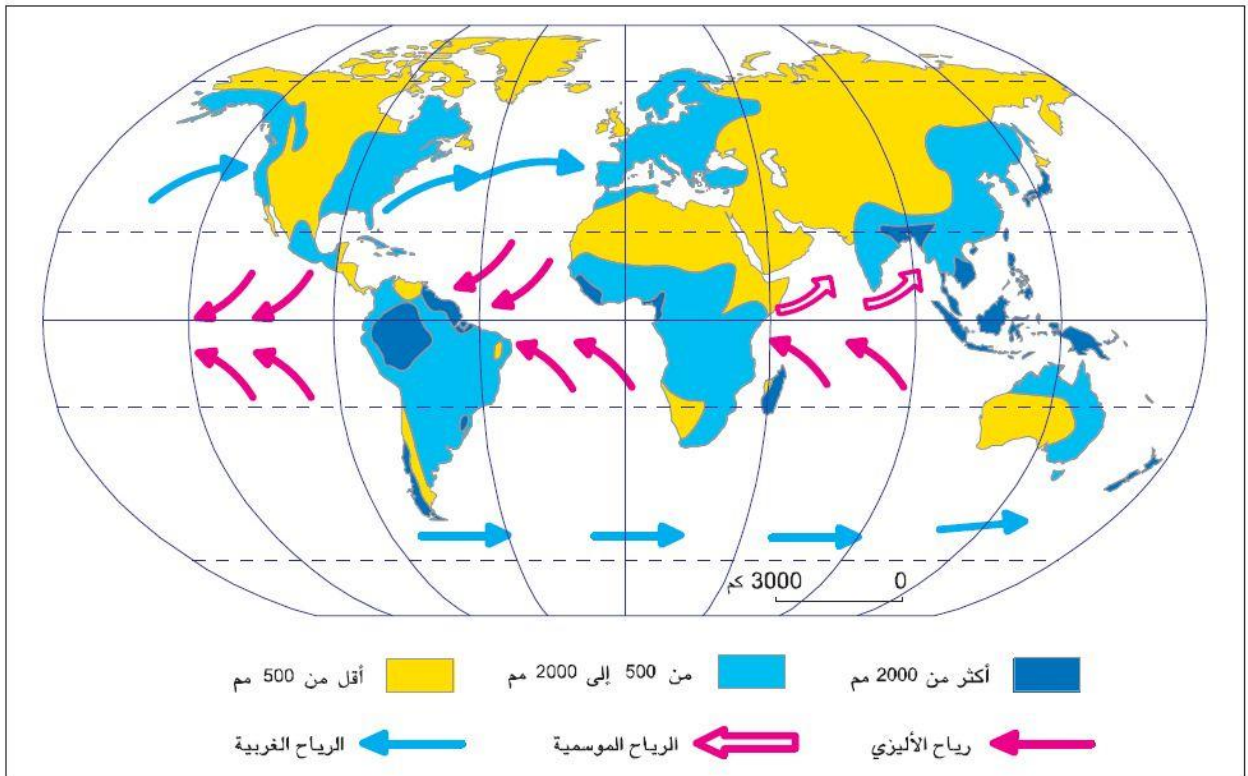 3000 كم 0
أكثر من 2000 مم
من 500 إلى 2000 مم
أقل من 500 مم
رياح الأليزي
الرياح الموسمية
الرياح الغربية